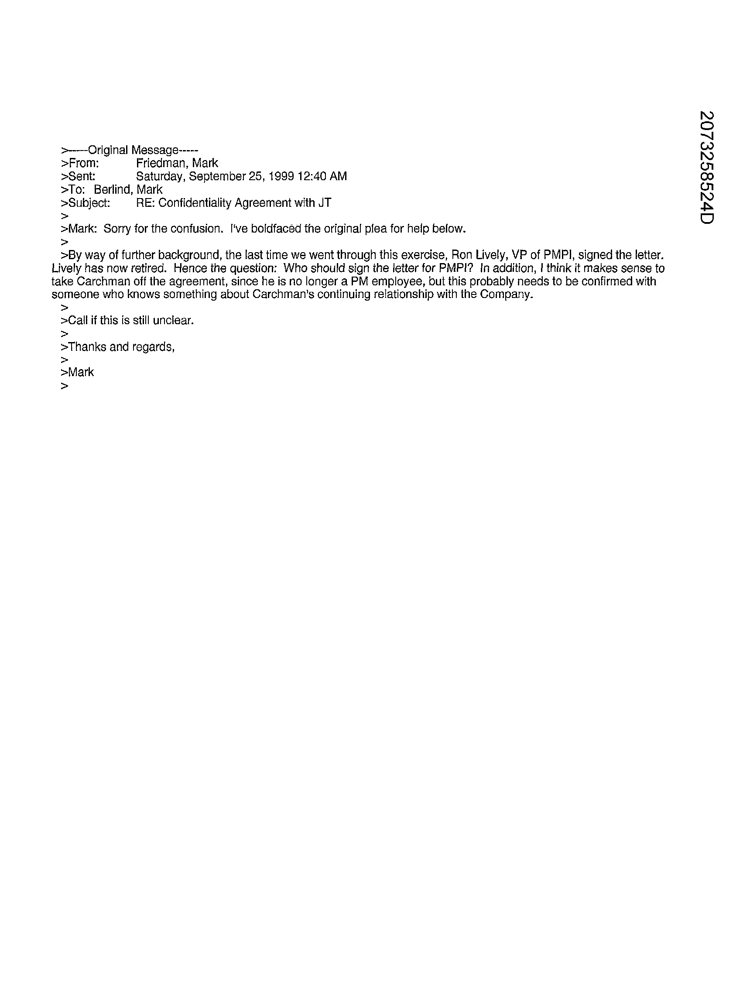 >-----Original Message-----
>From: Friedman, Mark
>Sent: Saturday, September 25, 1999 12:40 AM
>To: Berlind, Mark
>Subject: RE: Confidentiality Agreement with JT
>
>Mark: Sorry for the confusion. I've boldfaced the original plea for help below.
>
>By way of further background, the last time we went through this exercise, Ron Lively, VP of PMPI, signed the letter.
Lively has now retired. Hence the question: Who should sign the letter for PMPI? In addition, I think it makes sense to
take Carchman off the agreement, since he is no longer a PM employee, but this probably needs to be confirmed with
someone who knows something about Carchman's continuing relationship with the Company.
>
>Call if this is still unclear.
>
>Thanks and regards,
>
>Mark
>
2073258524D